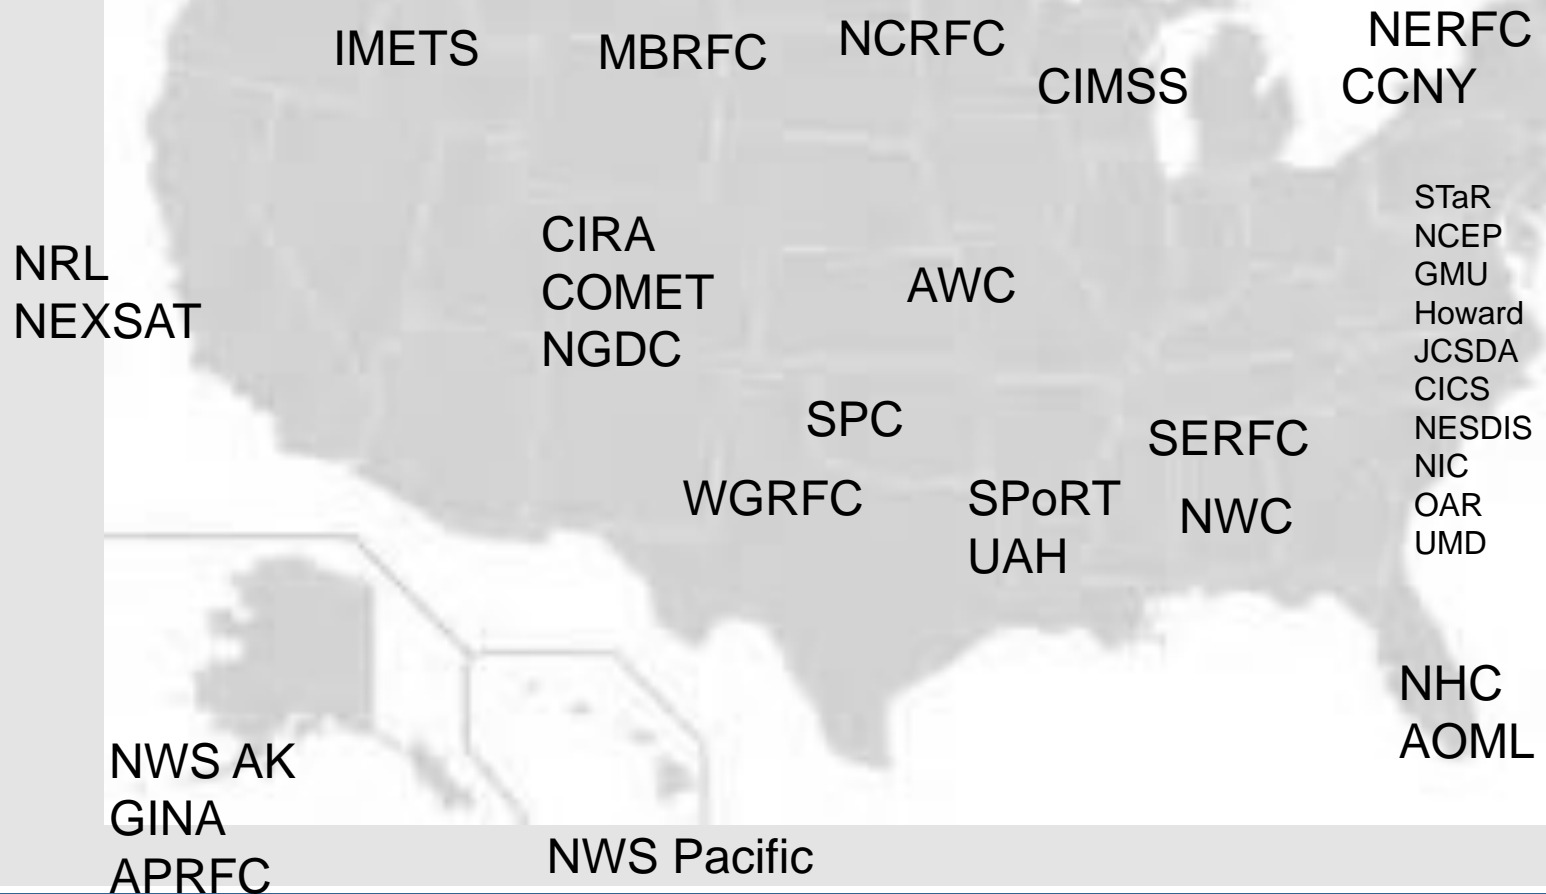 IMETS
MBRFC
NCRFC
NERFC
CIMSS
CCNY
STaR
NCEP
GMU
Howard
JCSDA
CICS
NESDIS
NIC
OAR
UMD
NRL
NEXSAT
CIRA
COMET
NGDC
AWC
SPC
SERFC
WGRFC
SPoRT
UAH
NWC
NHC
AOML
NWS AK
GINA
APRFC
NWS Pacific